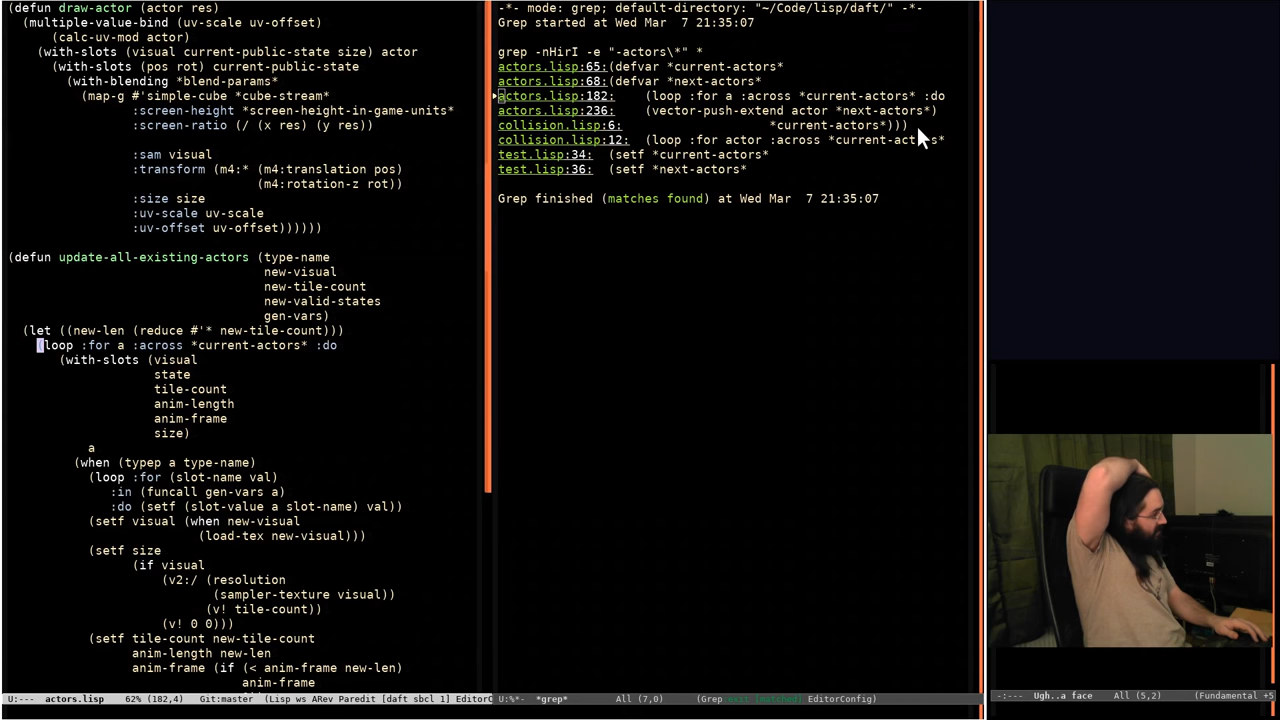 (defun draw-actor (actor res)
(multiple-value-bind (uv-scale uv-offset)
(calc-uv-mod actor)
(with-slots (visual current-public-state size) actor
(with-slots (pos rot) current-public-state
(with-blending *blend-params*
(map-g #'simple-cube *cube-stream*
:screen-height *screen-height-in-game-units*
:screen-ratio (/ (x res) (y res))
:sam visual
:transform (m4:* (m4:translation pos)
(m4:rotation-z rot))
:size size
:uv-scale uv-scale
:uv-offset uv-offset))))))
(defun update-all-existing-actors (type-name
new-visual
new-tile-count
new-valid-states
gen-vars)
(let ((new-len (reduce #'* new-tile-count)))
(loop :for a :across *current-actors* :do
(with-slots (visual
state
tile-count
anim-length
anim-frame
size)
a
(when (typep a type-name)
(loop :for (slot-name val)
:in (funcall gen-vars a)
:do (setf (slot-value a slot-name) val))
(setf visual (when new-visual
(load-tex new-visual)))
(setf size
(if visual
(v2:/ (resolution
(sampler-texture visual))
(v! tile-count))
(v! 0 0)))
(setf tile-count new-tile-count
anim-length new-len
anim-frame (if (< anim-frame new-len)
anim-frame
U:--- actors.lisp 62% (182,4) Git:master (Lisp ws ARev Paredit [daft sbcl 1] EditorC
-*- mode: grep; default-directory: "~/Code/lisp/daft/" -*-
Grep started at Wed Mar 7 21:35:07
grep -nHirI -e "-actors\*" *
actors.lisp:65:(defvar *current-actors*
actors.lisp:68:(defvar *next-actors*
actors.lisp:182: (loop :for a :across *current-actors* :do
actors.lisp:236: (vector-push-extend actor *next-actors*)
collision.lisp:6: *current-actors*)))
collision.lisp:12: (loop :for actor :across *current-actors*
test.lisp:34: (setf *current-actors*
test.lisp:36: (setf *next-actors*
Grep finished (matches found) at Wed Mar 7 21:35:07
U:%*- *grep* All (7,0) (Grep:exit [matched] EditorConfig)
-:--- Ugh..a face All (5,2) (Fundamental +5